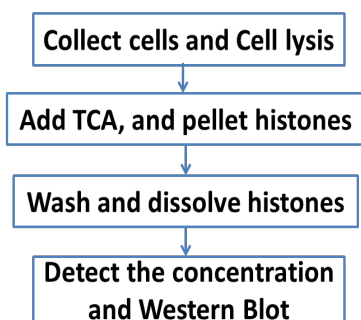 Collect cells and Cell lysis
Add TCA, and pellet histones
Wash and dissolve histones
Detect the concentration
and Western Blot